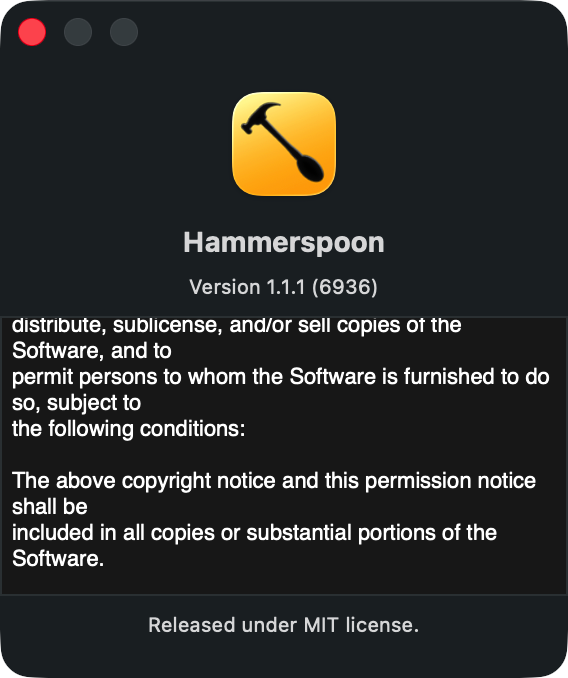 Hammerspoon
Version 1.1.1 (6936)
distribute, sublicense, and/or sell copies of the
Software, and to
permit persons to whom the Software is furnished to do
so, subject to
the following conditions:
The above copyright notice and this permission notice
shall be
included in all copies or substantial portions of the
Software.
Released under MIT license.